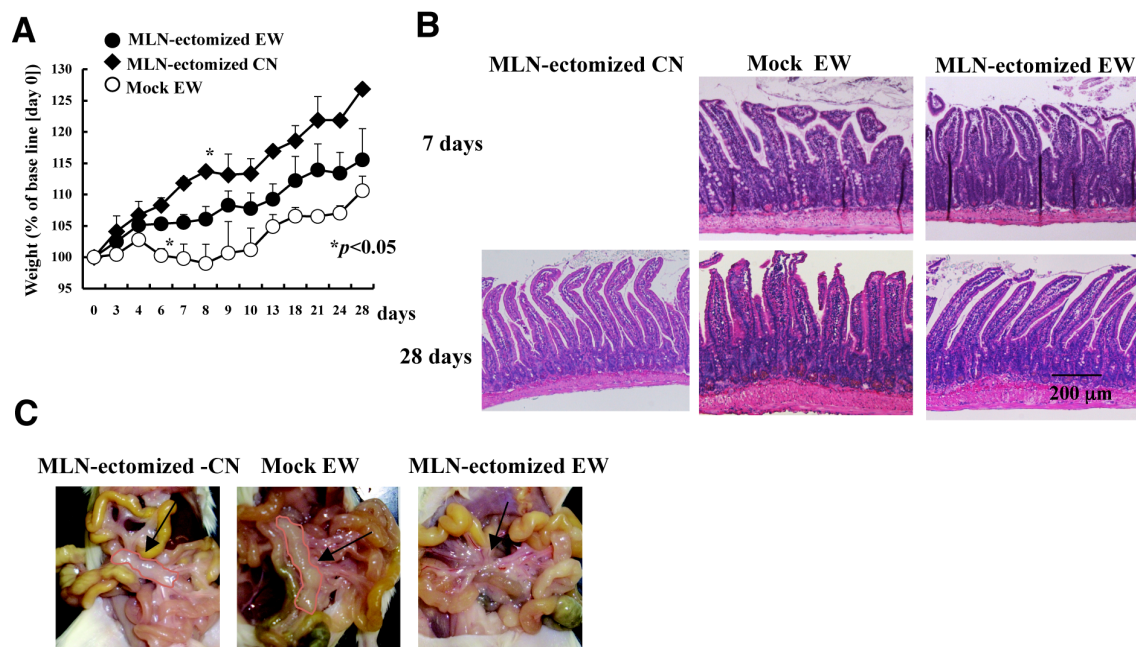 A
MLN-ectomized EW
MLN-ectomized CN
Mock EW
Weight (% of base line [day 0])
130
125
120
115
110
105
100
95
*
*
*p<0.05
0 3 4 6 7 8 9 10 13 18 21 24 28 days
B
MLN-ectomized CN Mock EW MLN-ectomized EW
7 days
28 days
200 μm
C
MLN-ectomized -CN Mock EW MLN-ectomized EW